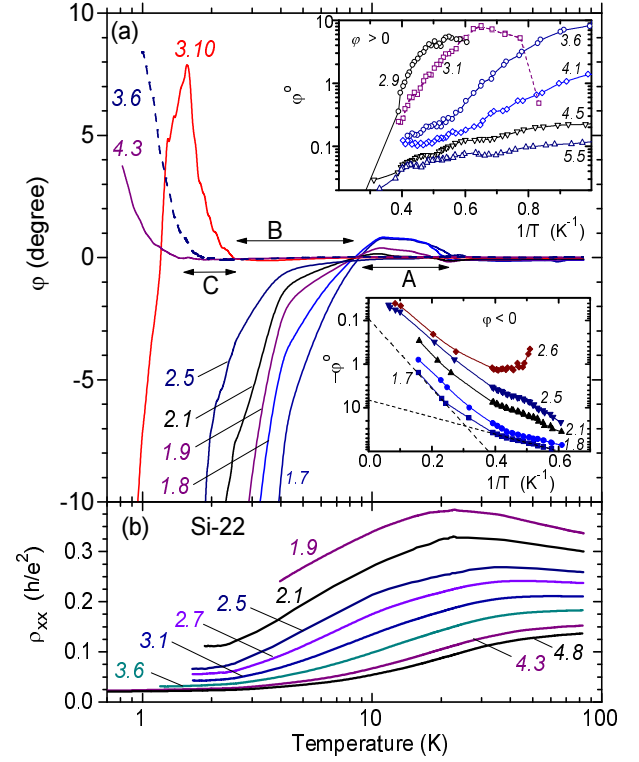 (a)
10
5
0
-5
-10
φ (degree)
3.10
3.6
4.3
B
C
A
2.5
2.1
1.9
1.8
1.7
φ > 0
10
1
0.1
φ°
2.9
3.1
3.6
4.1
4.5
5.5
0.4 0.6 0.8
1/T (K⁻¹)
φ < 0
0.1
1
10
−φ°
1.7
2.6
2.5
2.1
1.8
0.0 0.2 0.4 0.6
1/T (K⁻¹)
(b) Si-22
0.3
0.2
0.1
0.0
ρxx (h/e²)
1.9
2.1
2.5
2.7
3.1
3.6
4.3
4.8
1 10 100
Temperature (K)